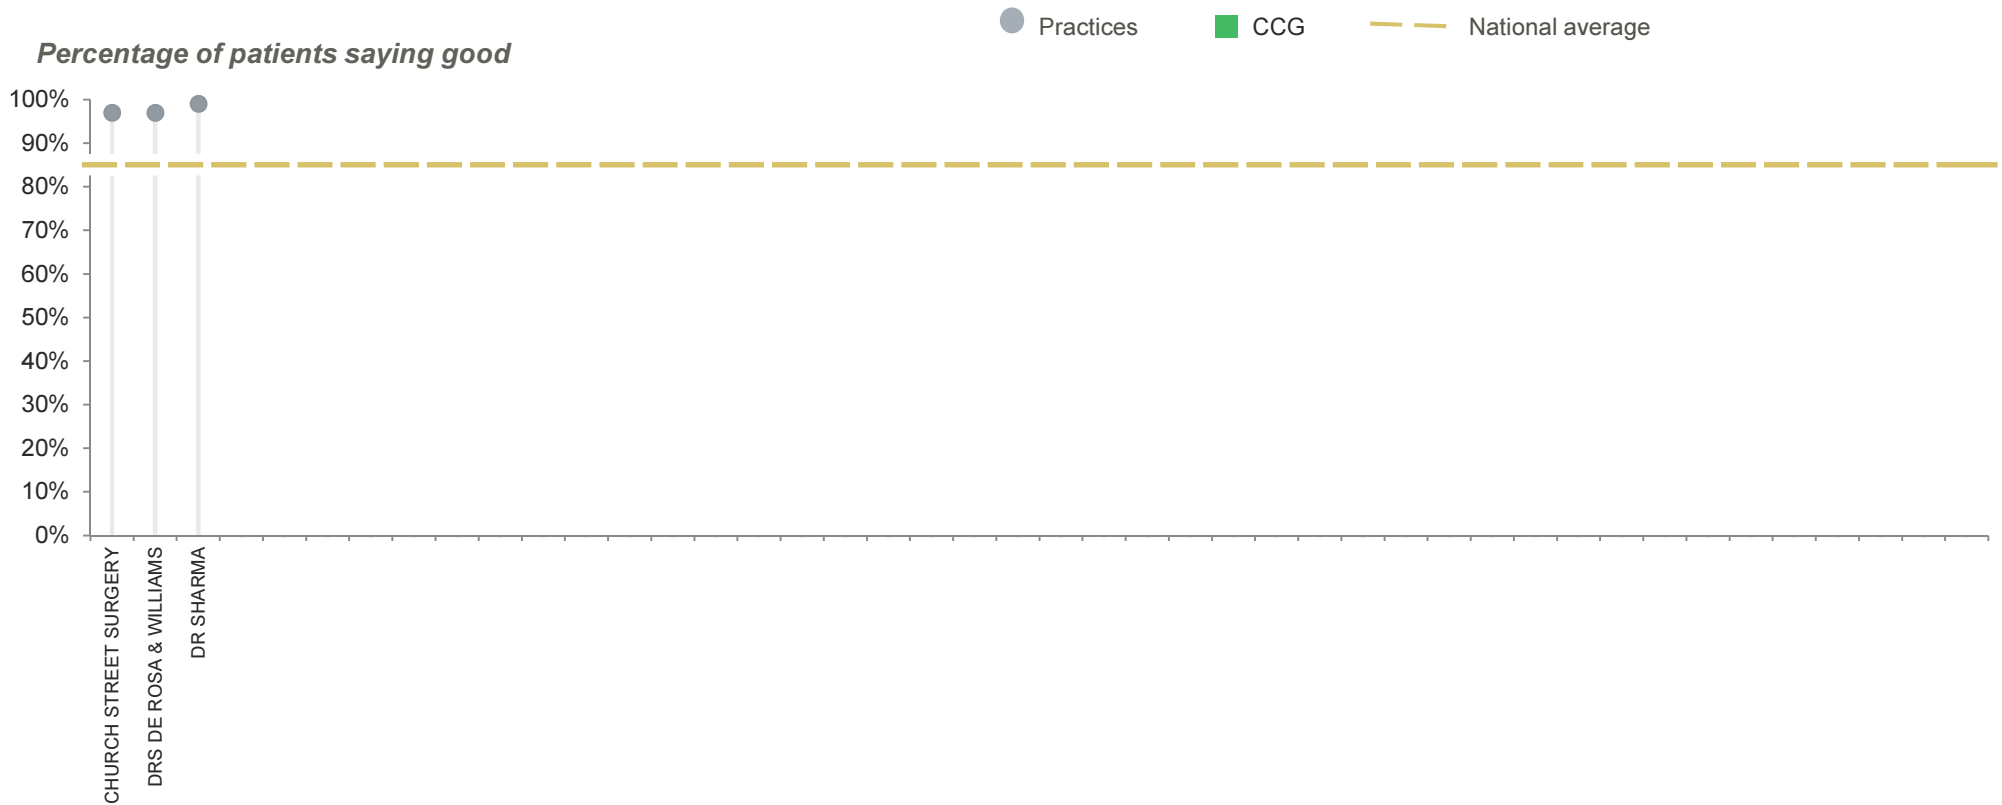 Practices
CCG
National average
Percentage of patients saying good
100%
90%
80%
70%
60%
50%
40%
30%
20%
10%
0%
CHURCH STREET SURGERY
DRS DE ROSA & WILLIAMS
DR SHARMA